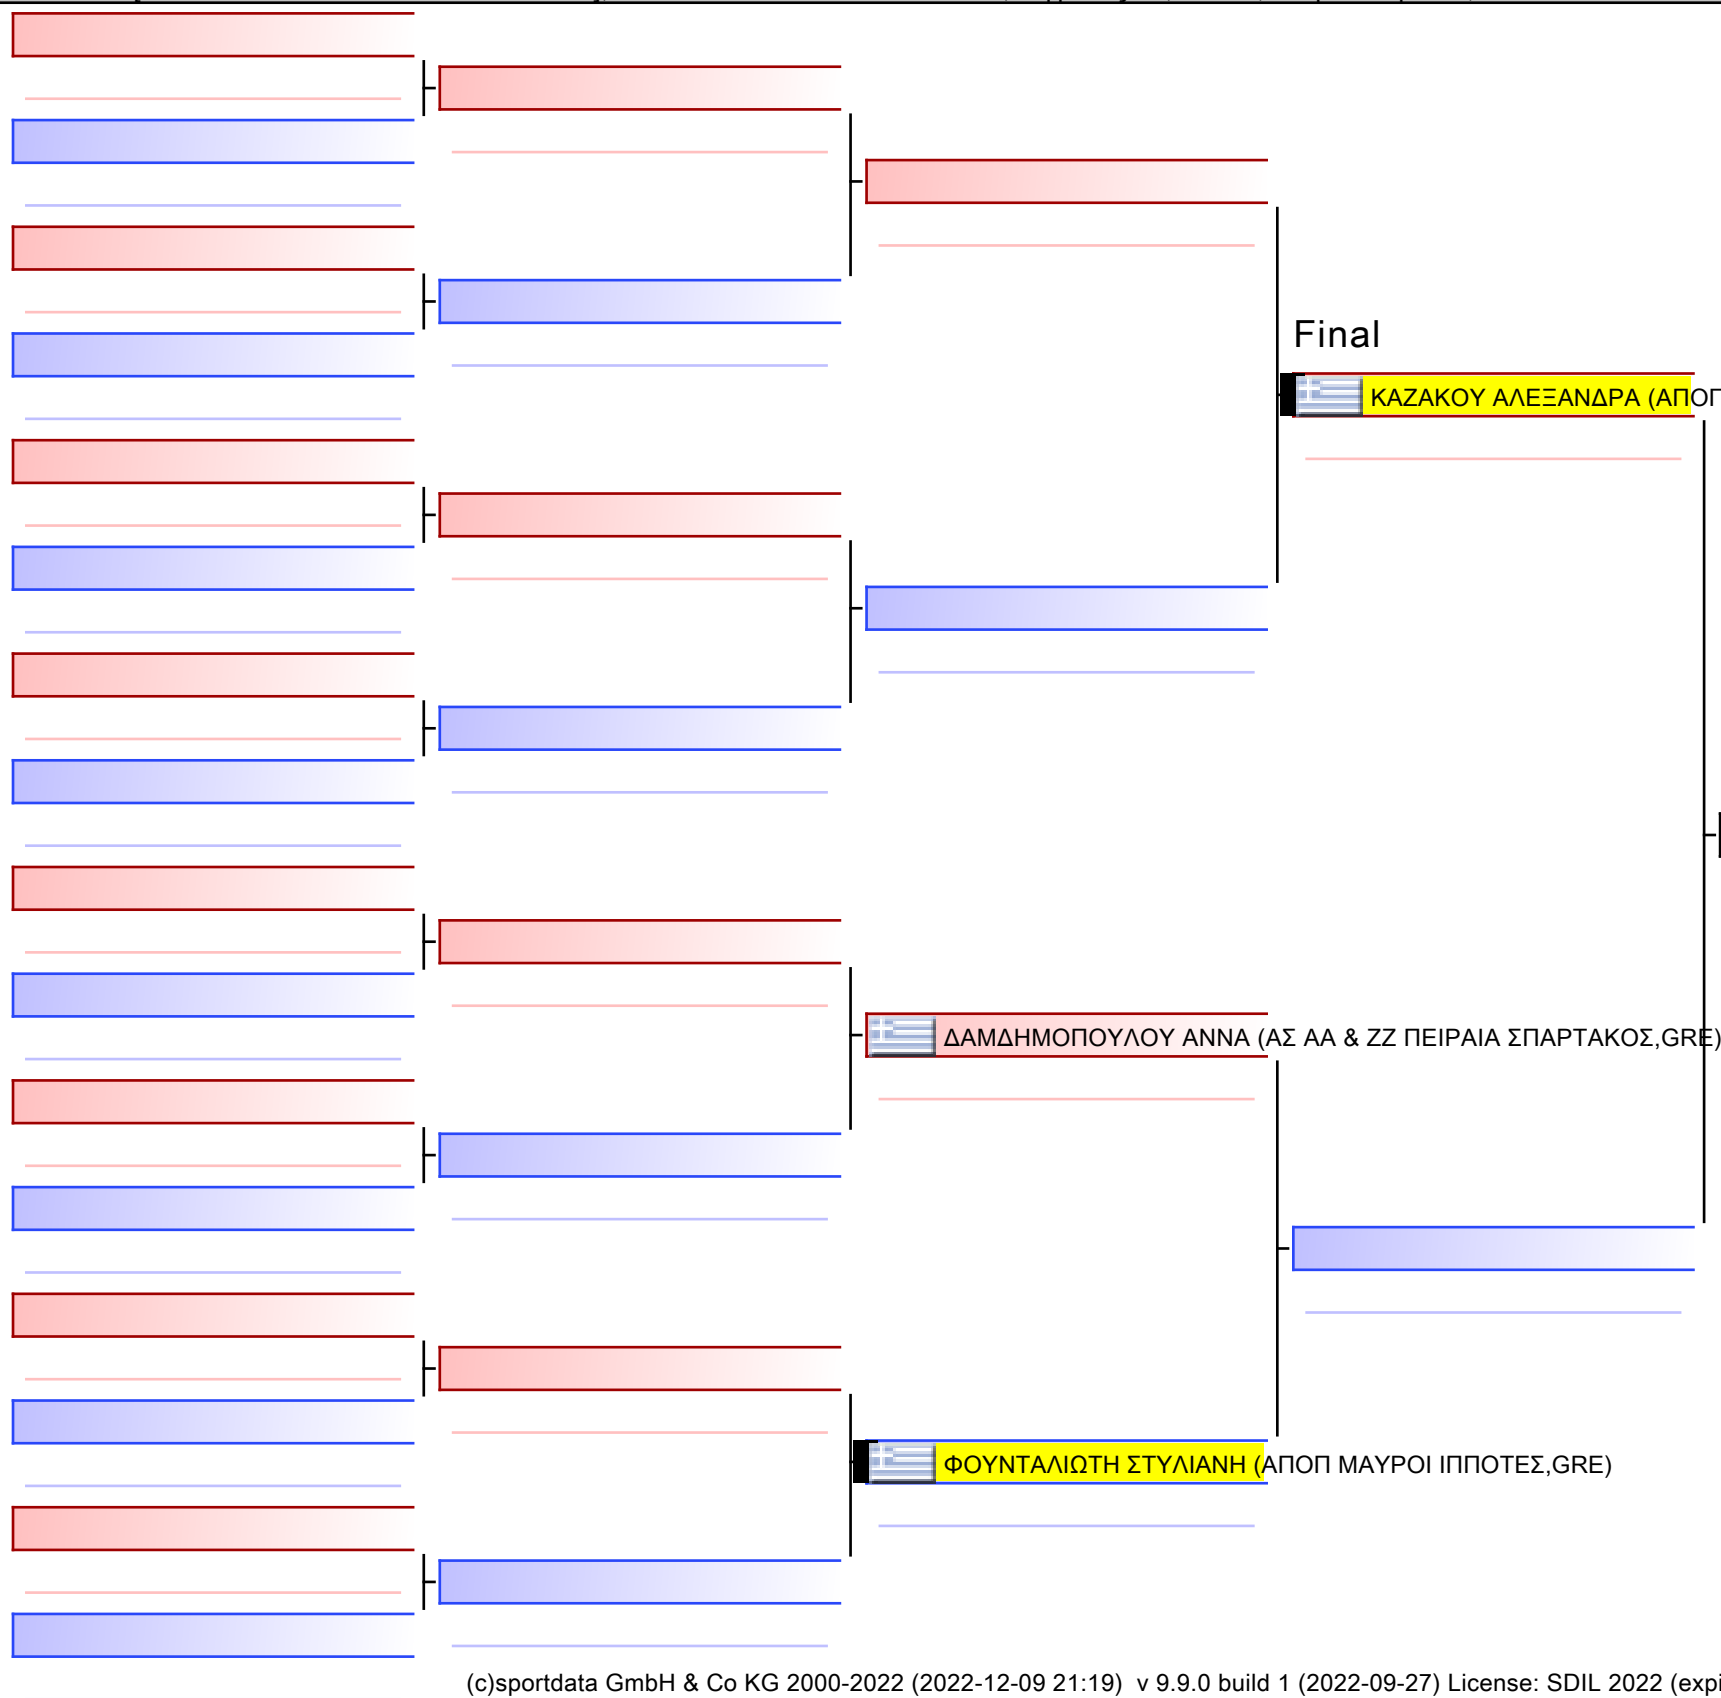 Final
ΚΑΖΑΚΟΥ ΑΛΕΞΑΝΔΡΑ
ΔΑΜΔΗΜΟΠΟΥΛΟΥ ΑΝΝΑ (ΑΣ ΑΑ & ΖΖ ΠΕΙΡΑΙΑ ΣΠΑΡΤΑΚΟΣ,GRE)
ΦΟΥΝΤΑΛΙΩΤΗ ΣΤΥΛΙΑΝΗ (ΑΠΟΠ ΜΑΥΡΟΙ ΙΠΠΟΤΕΣ,GRE)
(c)sportdata GmbH & Co KG 2000-2022 (2022-12-09 21:19) v 9.9.0 build 1 (2022-09-27) License: SDIL 2022